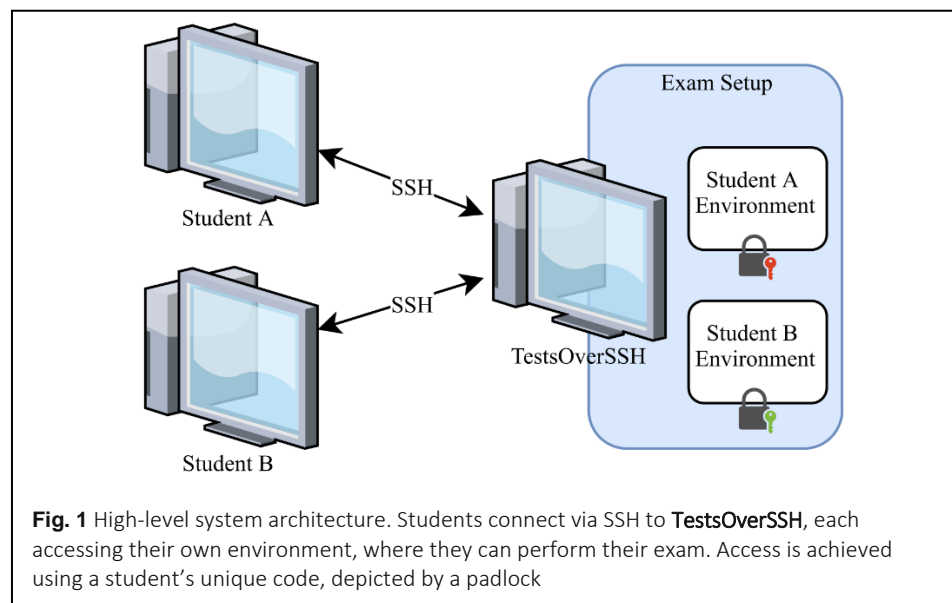 Exam Setup
Student A
Environment
SSH
Student A
SSH
Student B
Environment
TestsOverSSH
Student B
Fig. 1 High-level system architecture. Students connect via SSH to TestsOverSSH, each
accessing their own environment, where they can perform their exam. Access is achieved
using a student’s unique code, depicted by a padlock